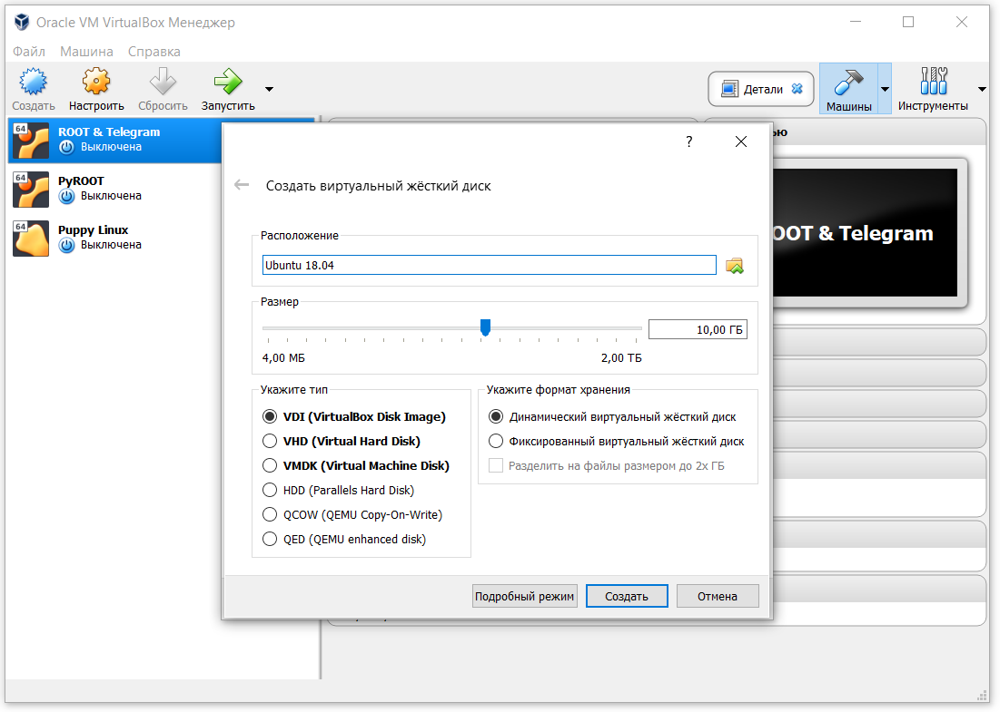 Oracle VM VirtualBox Менеджер
Файл Машина Справка
Создать Настроить Сбросить Запустить
Детали
Машины Инструменты
64 ROOT & Telegram
Выключена
64 PyROOT
Выключена
64 Puppy Linux
Выключена
ROOT & Telegram
?
Создать виртуальный жёсткий диск
Расположение
Ubuntu 18.04
Размер
10,00 ГБ
4,00 МБ 2,00 ТБ
Укажите тип
VDI (VirtualBox Disk Image)
VHD (Virtual Hard Disk)
VMDK (Virtual Machine Disk)
HDD (Parallels Hard Disk)
QCOW (QEMU Copy-On-Write)
QED (QEMU enhanced disk)
Укажите формат хранения
Динамический виртуальный жёсткий диск
Фиксированный виртуальный жёсткий диск
Разделить на файлы размером до 2х ГБ
Подробный режим Создать Отмена